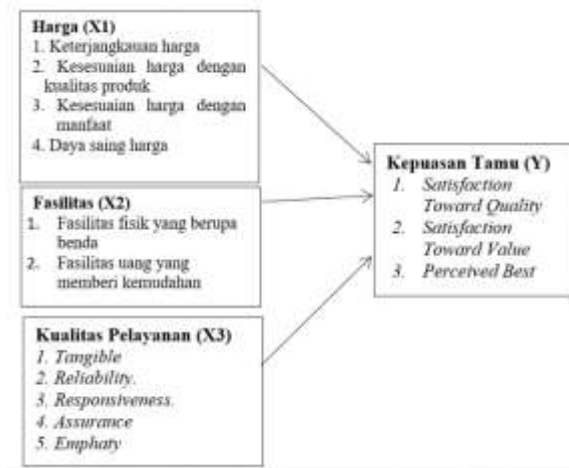 Harga (X1)
1. Keterjangkauan harga
2. Kesesuaian harga dengan
kualitas produk
3. Kesesuaian harga dengan
manfaat
4. Daya saing harga
Fasilitas (X2)
1. Fasilitas fisik yang berupa
benda
2. Fasilitas uang yang
memberi kemudahan
Kualitas Pelayanan (X3)
1. Tangible
2. Reliability.
3. Responsiveness.
4. Assurance
5. Emphaty
Kepuasan Tamu (Y)
1. Satisfaction
Toward Quality
2. Satisfaction
Toward Value
3. Perceived Best